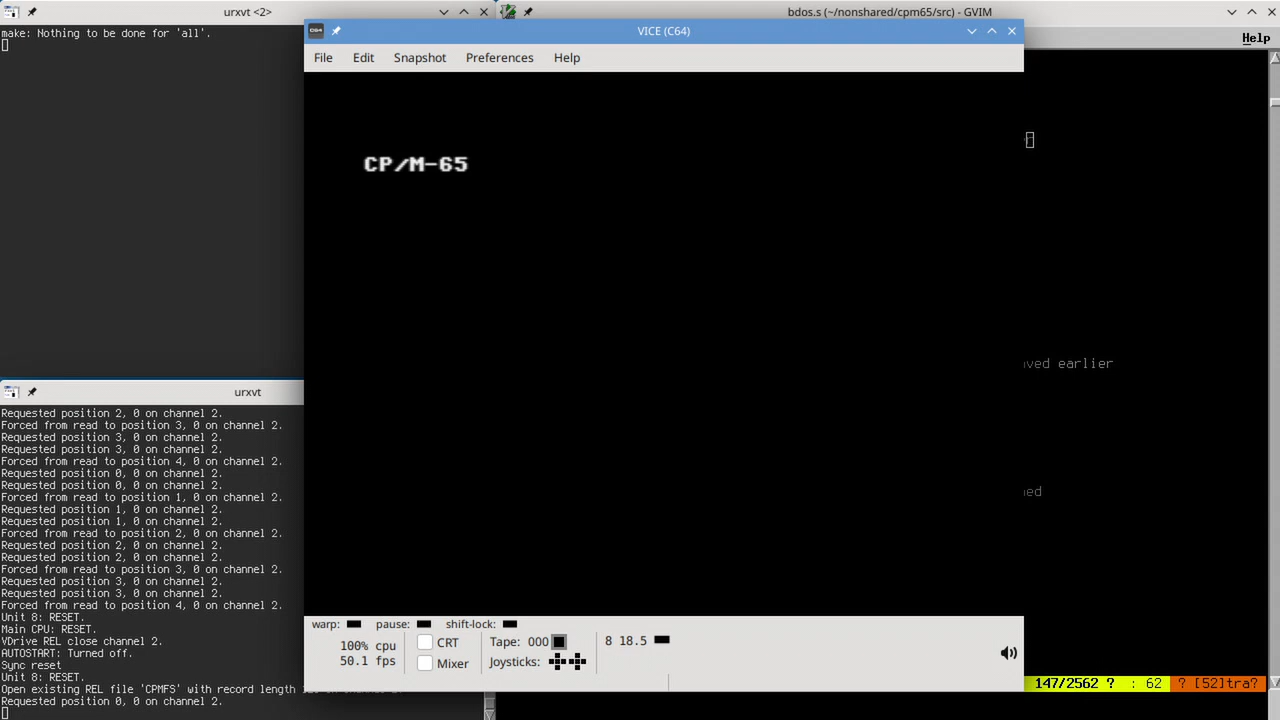 urxvt <2>
bdos.s (~/nonshared/cpm65/src) - GVIM
make: Nothing to be done for 'all'.
Help
VICE (C64)
File Edit Snapshot Preferences Help
CP/M-65
ved earlier
ed
urxvt
Requested position 2, 0 on channel 2.
Forced from read to position 3, 0 on channel 2.
Requested position 3, 0 on channel 2.
Requested position 3, 0 on channel 2.
Forced from read to position 4, 0 on channel 2.
Requested position 0, 0 on channel 2.
Requested position 0, 0 on channel 2.
Forced from read to position 1, 0 on channel 2.
Requested position 1, 0 on channel 2.
Requested position 1, 0 on channel 2.
Forced from read to position 2, 0 on channel 2.
Requested position 2, 0 on channel 2.
Requested position 2, 0 on channel 2.
Forced from read to position 3, 0 on channel 2.
Requested position 3, 0 on channel 2.
Requested position 3, 0 on channel 2.
Forced from read to position 4, 0 on channel 2.
Unit 8: RESET.
Main CPU: RESET.
VDrive REL close channel 2.
AUTOSTART: Turned off.
Sync reset
Unit 8: RESET.
Open existing REL file 'CPMFS' with record length
Requested position 0, 0 on channel 2.
warp: pause: shift-lock:
100% cpu
50.1 fps
CRT
Mixer
Tape: 000
Joysticks:
8 18.5
147/2562 ? : 62 ? [52]tra?